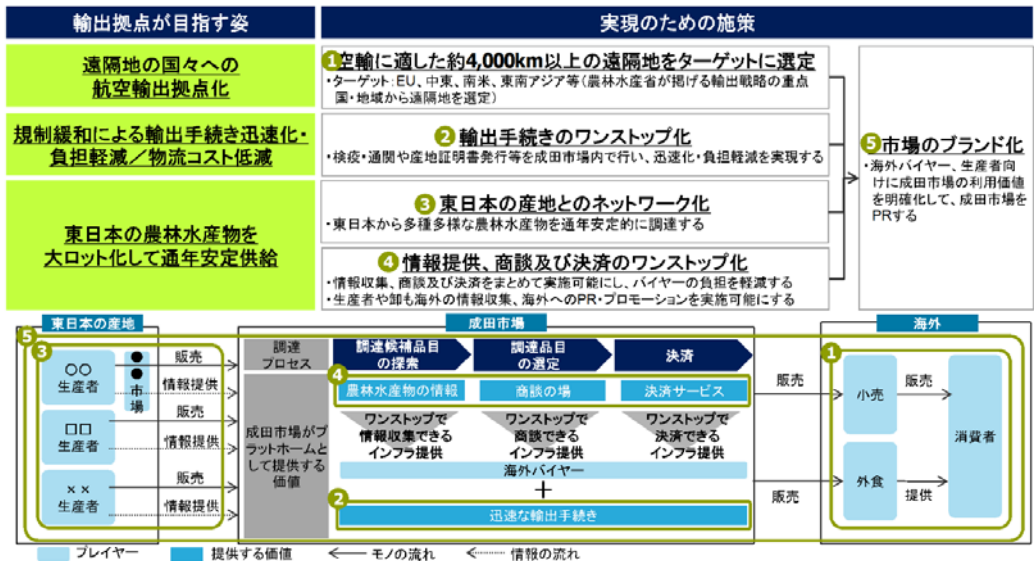 輸出拠点が目指す姿
実現のための施策
遠隔地の国々への
航空輸出拠点化
規制緩和による輸出手続き迅速化・
負担軽減／物流コスト低減
東日本の農林水産物を
大ロット化して通年安定供給
1 空輸に適した約4,000km以上の遠隔地をターゲットに選定
・ターゲット:EU、中東、南米、東南アジア等(農林水産省が掲げる輸出戦略の重点
国・地域から遠隔地を選定)
2 輸出手続きのワンストップ化
・検疫・通関や産地証明書発行等を成田市場内で行い、迅速化・負担軽減を実現する
3 東日本の産地とのネットワーク化
・東日本から多種多様な農林水産物を通年安定的に調達する
4 情報提供、商談及び決済のワンストップ化
・情報収集、商談及び決済をまとめて実施可能にし、バイヤーの負担を軽減する
・生産者や卸も海外の情報収集、海外へのPR・プロモーションを実施可能にする
5 市場のブランド化
・海外バイヤー、生産者向
けに成田市場の利用価値
を明確化して、成田市場を
PRする
東日本の産地
5
3
○○
生産者
●●市場
□□
生産者
××
生産者
販売
情報提供
販売
情報提供
販売
情報提供
成田市場
調達
プロセス
調達候補品目
の探索
調達品目
の選定
決済
成田市場がプ
ラットホームと
して提供する
価値
4
農林水産物の情報
商談の場
決済サービス
ワンストップで
情報収集できる
インフラ提供
ワンストップで
商談できる
インフラ提供
ワンストップで
決済できる
インフラ提供
海外バイヤー
+
2
迅速な輸出手続き
販売
販売
海外
1
小売
販売
外食
提供
消費者
プレイヤー
提供する価値
モノの流れ
情報の流れ